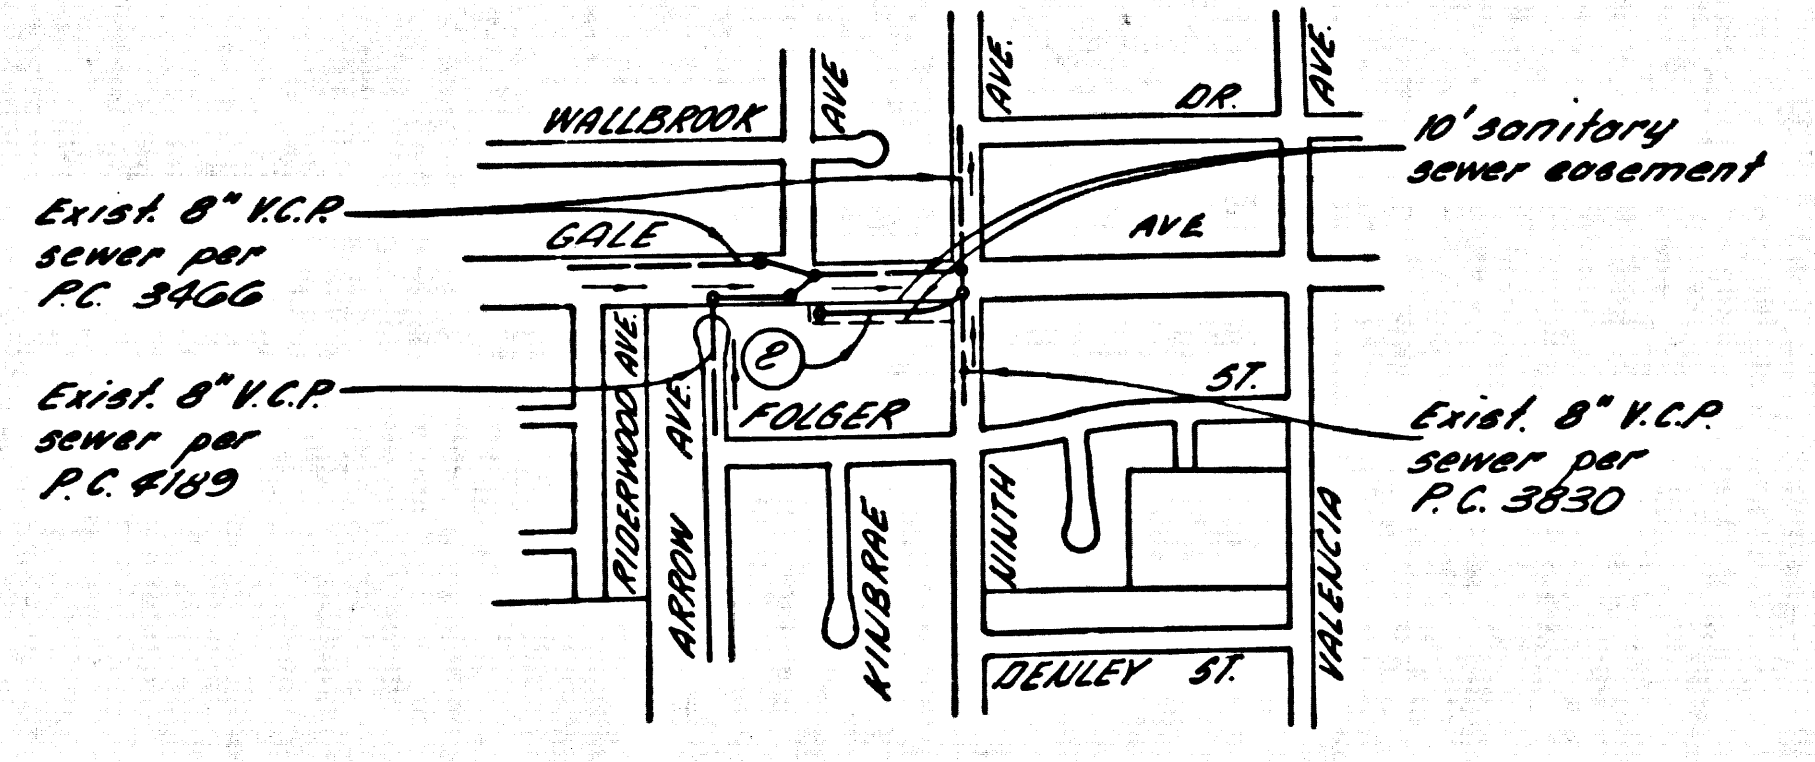 WALLBROOK DR.
AVE
AVE.
AVE.
10' sanitary
sewer easement
Exist. 8" V.C.P.
sewer per
P.C. 3466
GALE AVE
Exist. 8" V.C.P.
sewer per
P.C. 4189
RIDERWOOD AVE.
ARROW AVE.
8
FOLGER ST.
KINBRAE
NINTH
VALENCIA
Exist. 8" V.C.P.
sewer per
P.C. 3830
DENLEY ST.